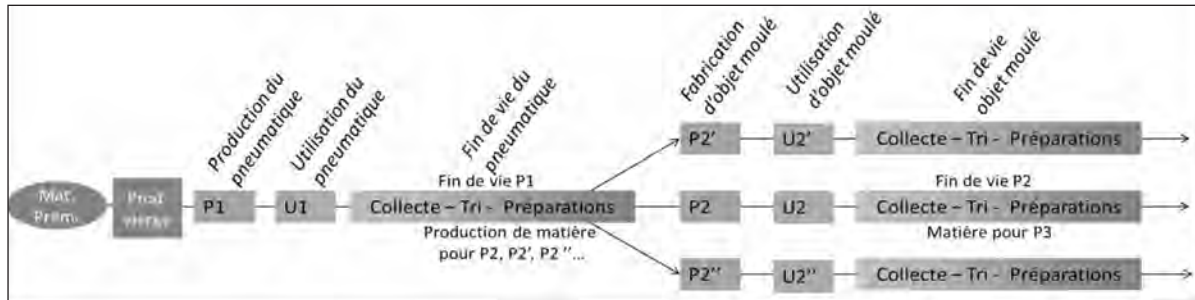 Production du
pneumatique
Utilisation du
pneumatique
Fin de vie du
pneumatique
Fabrication
d'objet moulé
Utilisation
d'objet moulé
Fin de vie
objet moulé
P2'
U2'
Collecte – Tri - Préparations
Mat.
Prem.
Prod
vierge
P1
U1
Fin de vie P1
Collecte – Tri - Préparations
Production de matière
pour P2, P2', P2 ''...
P2
U2
Fin de vie P2
Collecte – Tri - Préparations
Matière pour P3
P2''
U2''
Collecte – Tri - Préparations